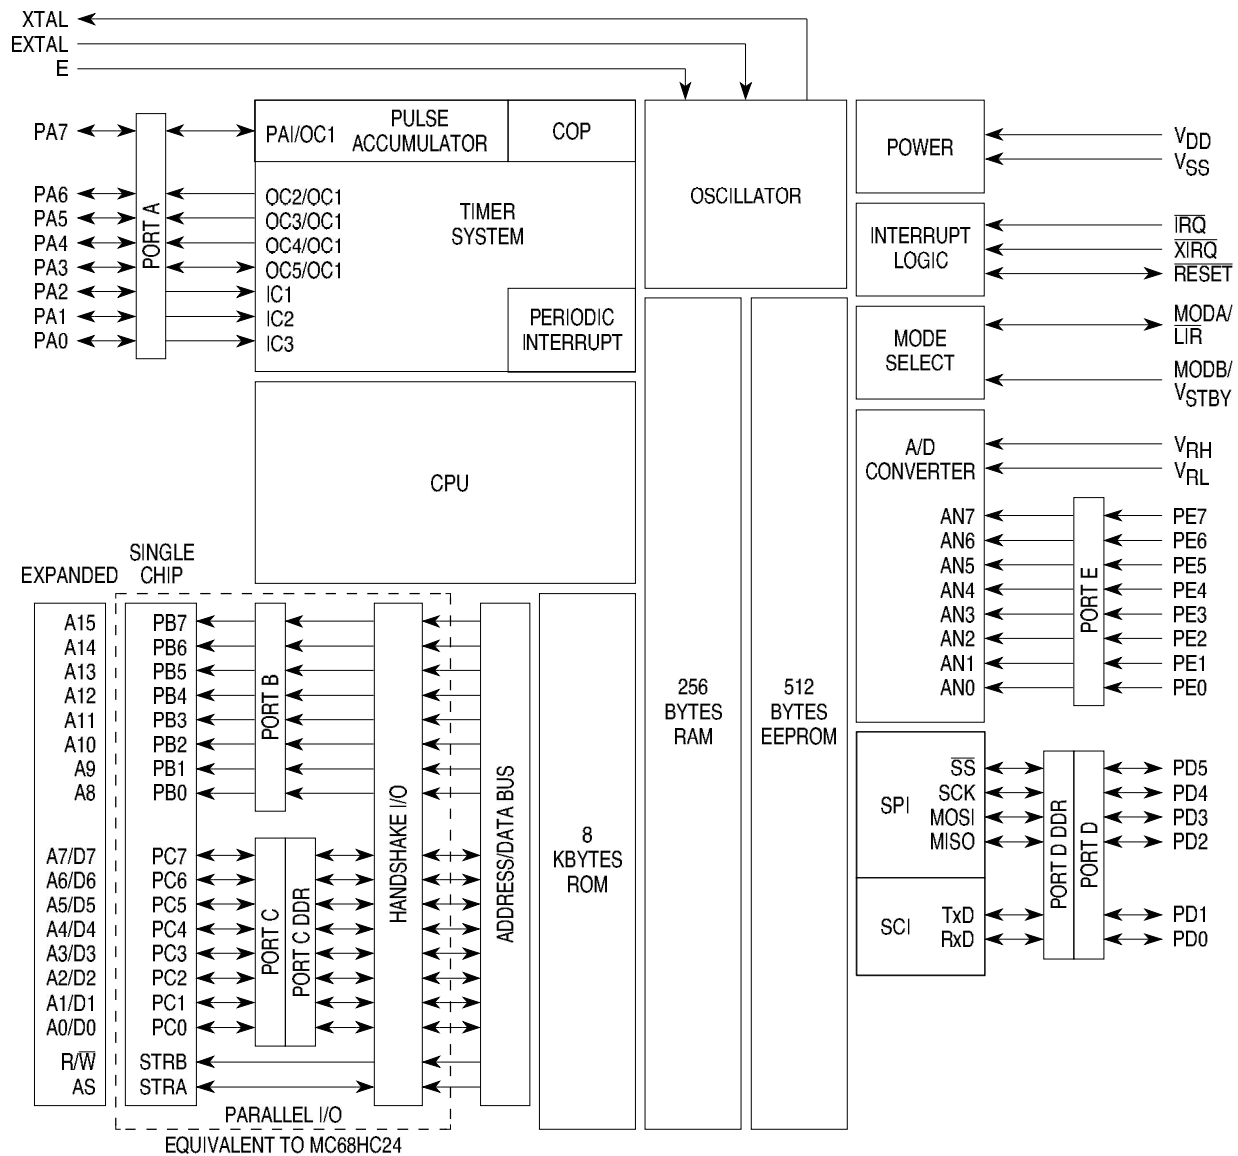 XTAL
EXTAL
E
PA7
PA6
PA5
PA4
PA3
PA2
PA1
PA0
PORT A
PAI/OC1
PULSE
ACCUMULATOR
COP
OC2/OC1
OC3/OC1
OC4/OC1
OC5/OC1
IC1
IC2
IC3
TIMER
SYSTEM
PERIODIC
INTERRUPT
OSCILLATOR
POWER
VDD
VSS
INTERRUPT
LOGIC
I̅R̅Q̅
X̅I̅R̅Q̅
R̅E̅S̅E̅T̅
MODE
SELECT
MODA/
L̅I̅R̅
MODB/
VSTBY
CPU
A/D
CONVERTER
VRH
VRL
AN7
AN6
AN5
AN4
AN3
AN2
AN1
AN0
PORT E
PE7
PE6
PE5
PE4
PE3
PE2
PE1
PE0
EXPANDED
SINGLE
CHIP
A15
A14
A13
A12
A11
A10
A9
A8
A7/D7
A6/D6
A5/D5
A4/D4
A3/D3
A2/D2
A1/D1
A0/D0
R/W̅
AS
PB7
PB6
PB5
PB4
PB3
PB2
PB1
PB0
PC7
PC6
PC5
PC4
PC3
PC2
PC1
PC0
STRB
STRA
PORT B
PORT C
PORT C DDR
HANDSHAKE I/O
ADDRESS/DATA BUS
PARALLEL I/O
EQUIVALENT TO MC68HC24
8
KBYTES
ROM
256
BYTES
RAM
512
BYTES
EEPROM
SPI
S̅S̅
SCK
MOSI
MISO
SCI
TxD
RxD
PORT D DDR
PORT D
PD5
PD4
PD3
PD2
PD1
PD0